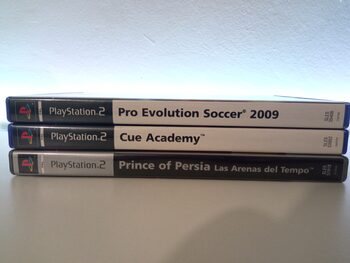 PlayStation®2 Pro Evolution Soccer® 2009
PlayStation®2 Cue Academy™
PlayStation®2 Prince of Persia Las Arenas del Tempo™